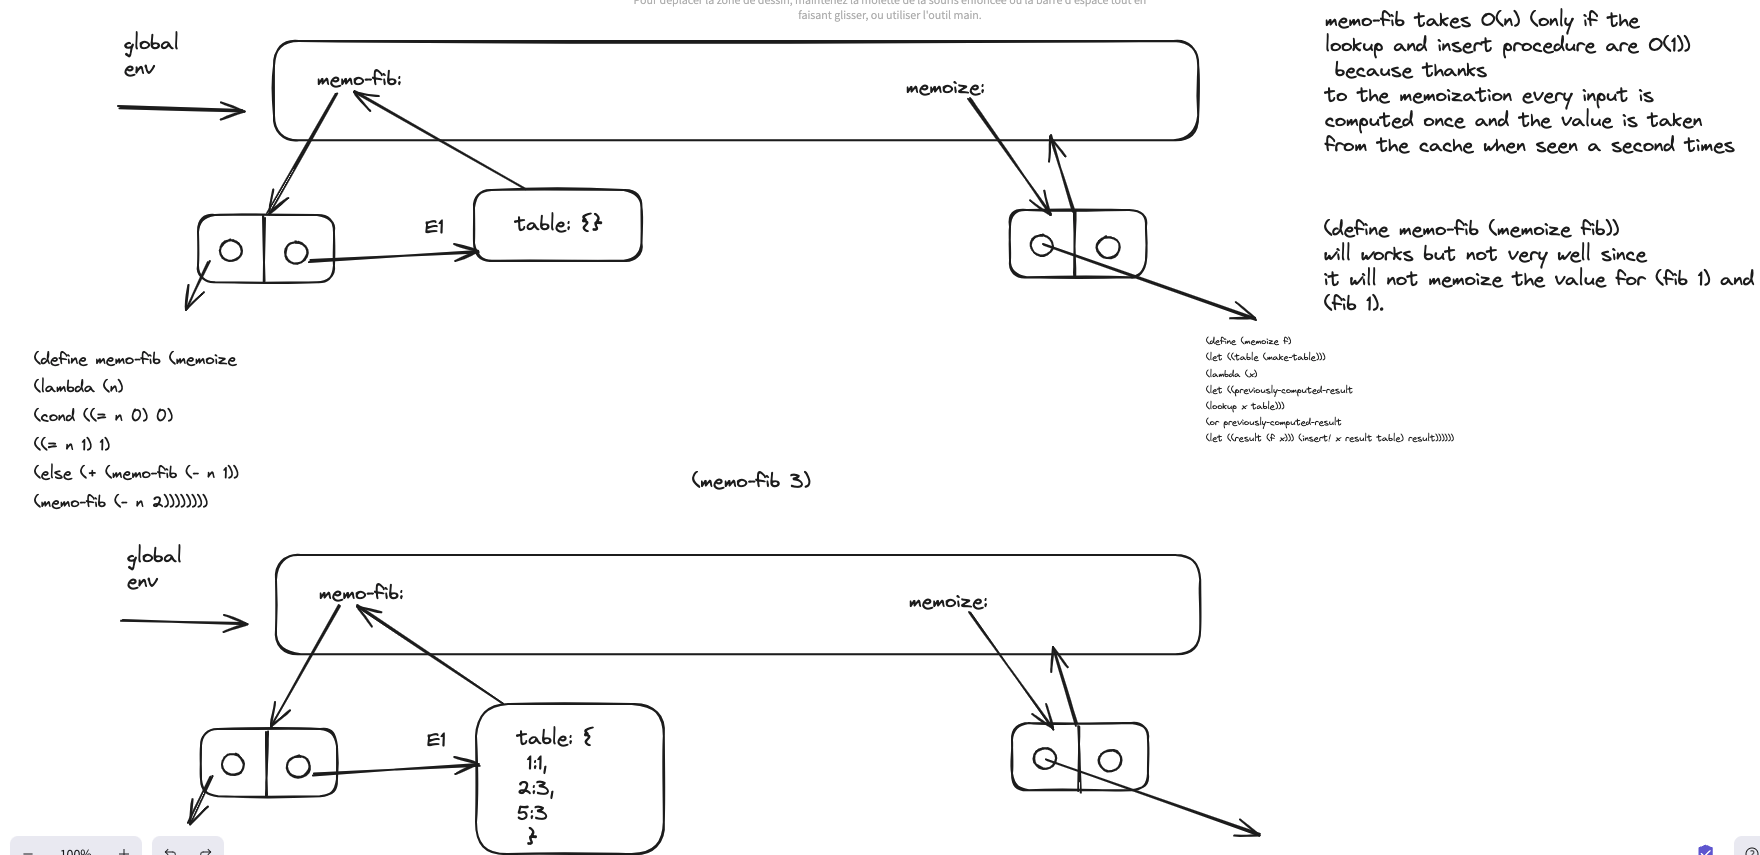 Pour déplacer la zone de dessin, maintenez la molette de la souris enfoncée ou la barre d'espace tout en
faisant glisser, ou utiliser l'outil main.
global
env
memo-fib:
memoize:
memo-fib takes O(n) (only if the
lookup and insert procedure are O(1))
because thanks
to the memoization every input is
computed once and the value is taken
from the cache when seen a second times
E1
table: {}
(define memo-fib (memoize fib))
will works but not very well since
it will not memoize the value for (fib 1) and
(fib 1).
(define memo-fib (memoize
(lambda (n)
(cond ((= n 0) 0)
((= n 1) 1)
(else (+ (memo-fib (- n 1))
(memo-fib (- n 2))))))))
(define (memoize f)
(let ((table (make-table)))
(lambda (x)
(let ((previously-computed-result
(lookup x table)))
(or previously-computed-result
(let ((result (f x))) (insert! x result table) result))))))
(memo-fib 3)
global
env
memo-fib:
memoize:
E1
table: {
1:1,
2:3,
5:3
}
100%